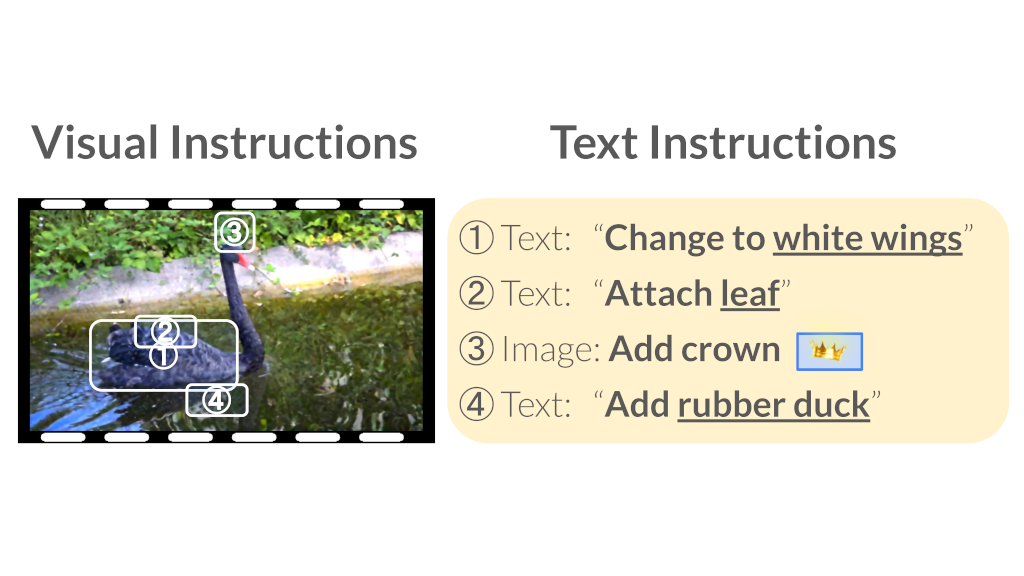 Visual Instructions
Text Instructions
③
②
①
④
① Text: “Change to white wings”
② Text: “Attach leaf”
③ Image: Add crown
④ Text: “Add rubber duck”